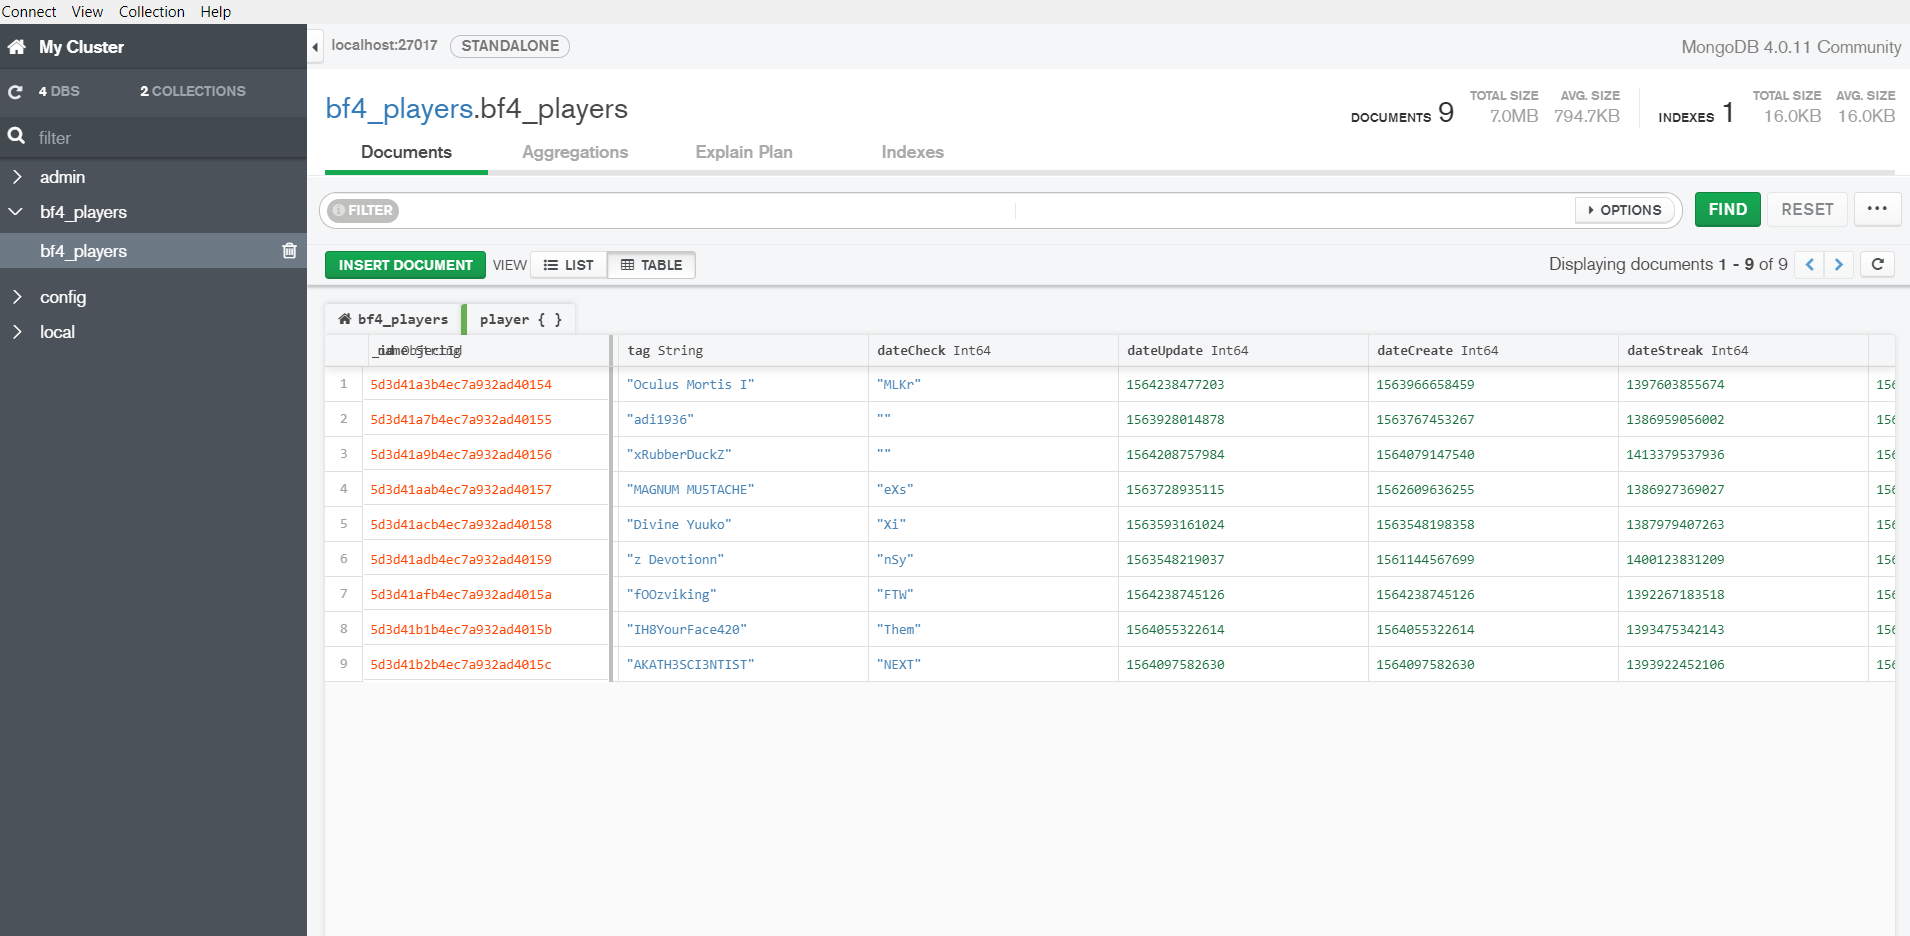 Connect View Collection Help
My Cluster
4 DBS 2 COLLECTIONS
filter
admin
bf4_players
bf4_players
config
local
localhost:27017 STANDALONE MongoDB 4.0.11 Community
bf4_players.bf4_players
DOCUMENTS 9 TOTAL SIZE 7.0MB AVG. SIZE 794.7KB INDEXES 1 TOTAL SIZE 16.0KB AVG. SIZE 16.0KB
Documents Aggregations Explain Plan Indexes
FILTER OPTIONS FIND RESET ...
INSERT DOCUMENT VIEW LIST TABLE Displaying documents 1 - 9 of 9
bf4_players player { }
tag String dateCheck Int64 dateUpdate Int64 dateCreate Int64 dateStreak Int64
1 5d3d41a3b4ec7a932ad40154 "Oculus Mortis I" "MLKr" 1564238477203 1563966658459 1397603855674 156
2 5d3d41a7b4ec7a932ad40155 "adi1936" "" 1563928014878 1563767453267 1386959056002 156
3 5d3d41a9b4ec7a932ad40156 "xRubberDuckZ" "" 1564208757984 1564079147540 1413379537936 156
4 5d3d41aab4ec7a932ad40157 "MAGNUM MU5TACHE" "eXs" 1563728935115 1562609636255 1386927369027 156
5 5d3d41acb4ec7a932ad40158 "Divine Yuuko" "Xi" 1563593161024 1563548198358 1387979407263 156
6 5d3d41adb4ec7a932ad40159 "z Devotionn" "nSy" 1563548219037 1561144567699 1400123831209 156
7 5d3d41afb4ec7a932ad4015a "fOOzviking" "FTW" 1564238745126 1564238745126 1392267183518 156
8 5d3d41b1b4ec7a932ad4015b "IH8YourFace420" "Them" 1564055322614 1564055322614 1393475342143 156
9 5d3d41b2b4ec7a932ad4015c "AKATH3SCI3NTIST" "NEXT" 1564097582630 1564097582630 1393922452106 156